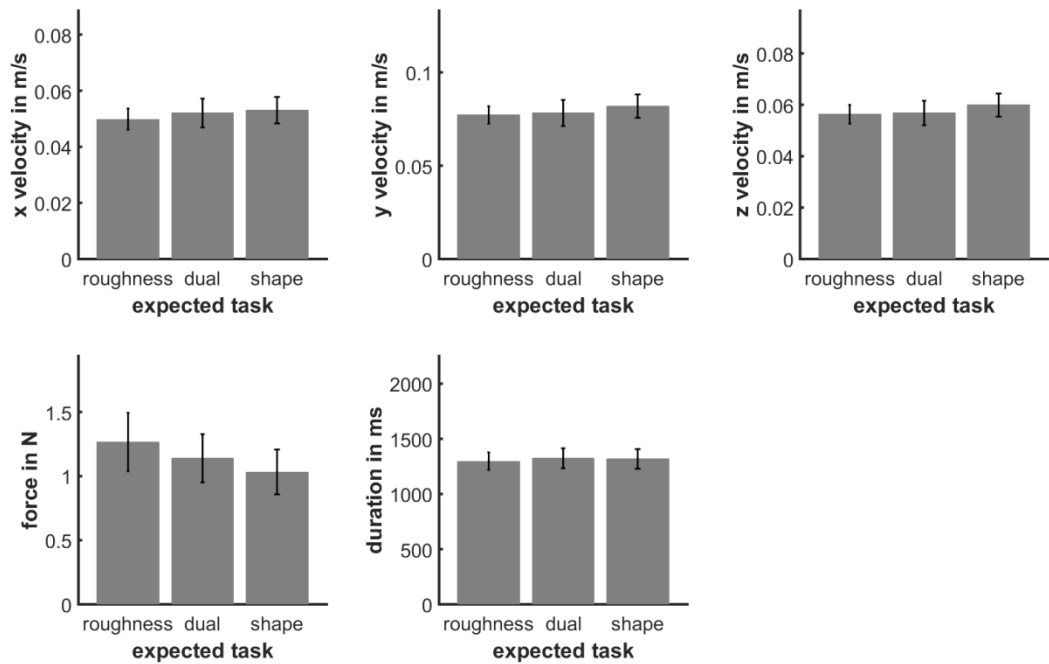 x velocity in m/s
0.08
0.06
0.04
0.02
0
roughness dual shape
expected task
y velocity in m/s
0.1
0.05
0
roughness dual shape
expected task
z velocity in m/s
0.08
0.06
0.04
0.02
0
roughness dual shape
expected task
force in N
1.5
1
0.5
0
roughness dual shape
expected task
duration in ms
2000
1500
1000
500
0
roughness dual shape
expected task